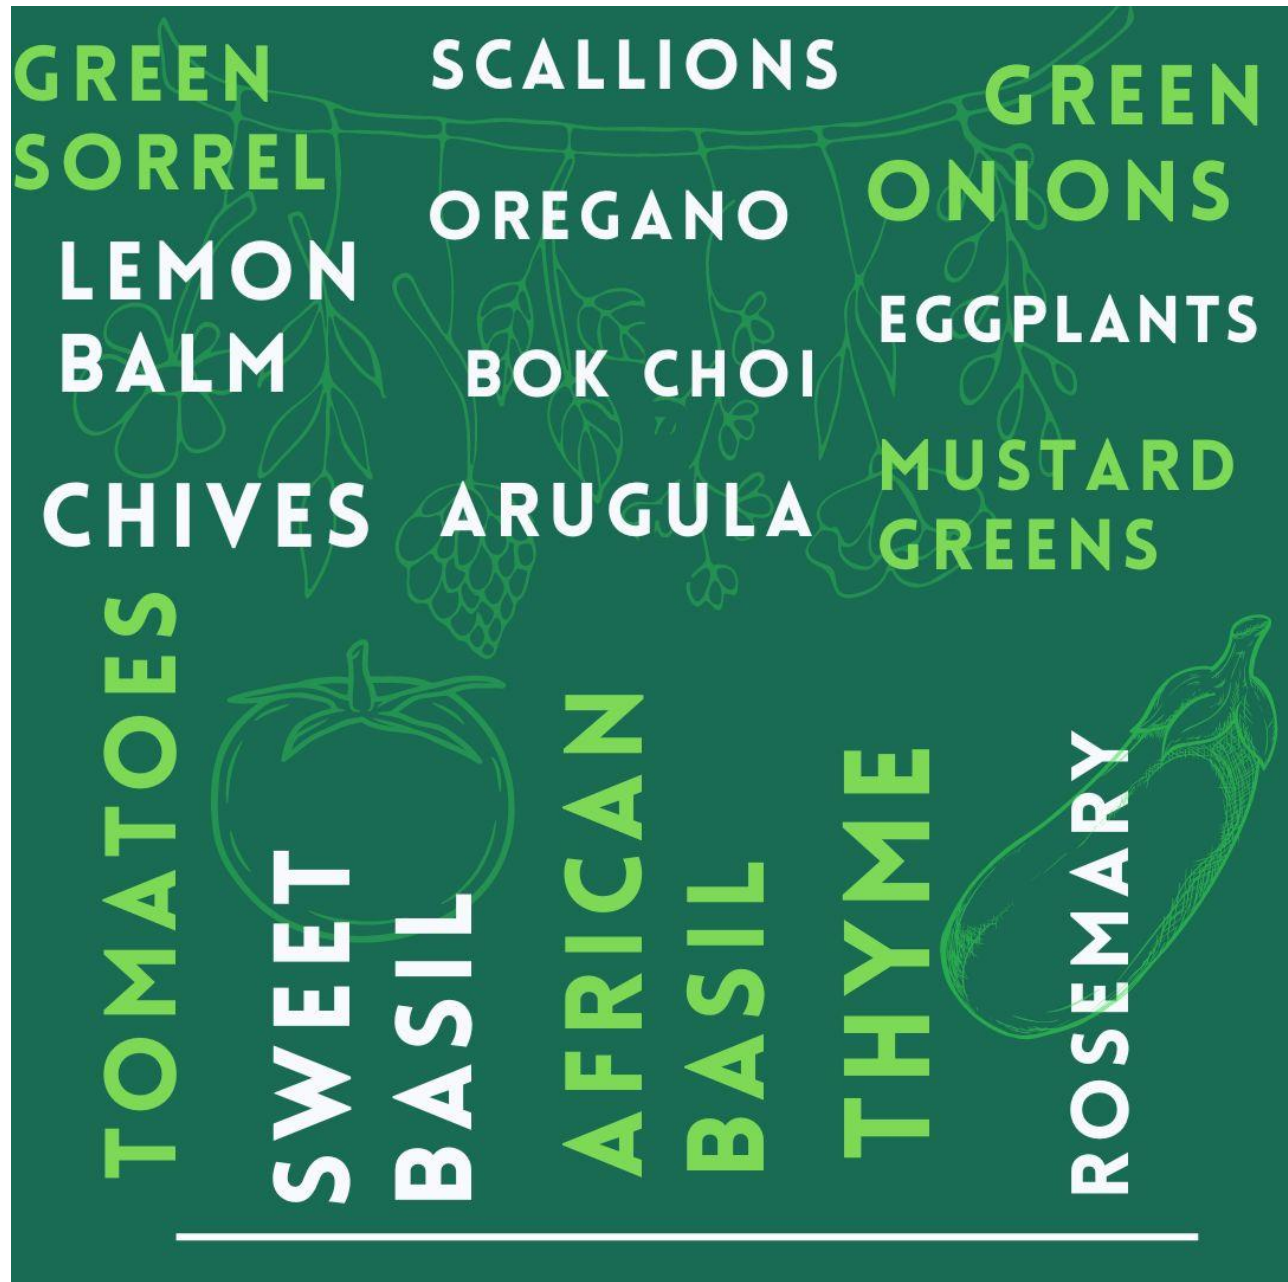 GREEN
SORREL
LEMON
BALM
CHIVES
SCALLIONS
OREGANO
BOK CHOI
ARUGULA
GREEN
ONIONS
EGGPLANTS
MUSTARD
GREENS
TOMATOES
SWEET
BASIL
AFRICAN
BASIL
THYME
ROSEMARY